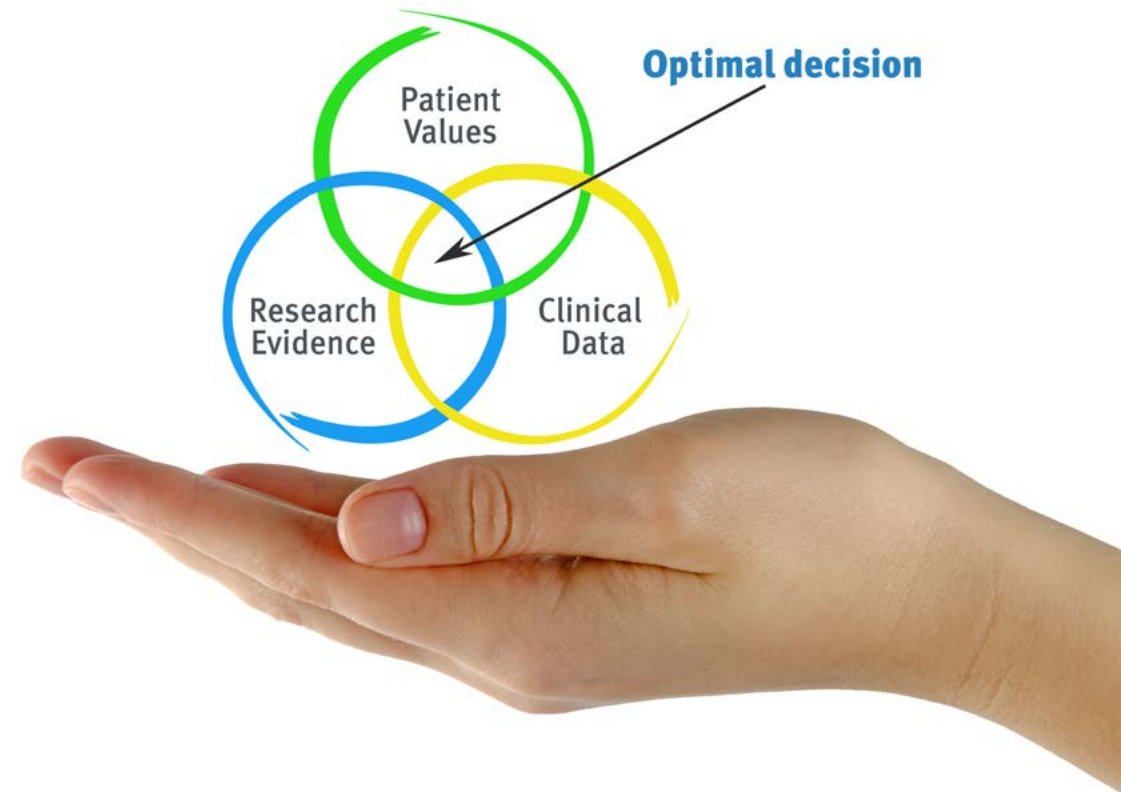 Optimal decision
Patient
Values
Research
Evidence
Clinical
Data